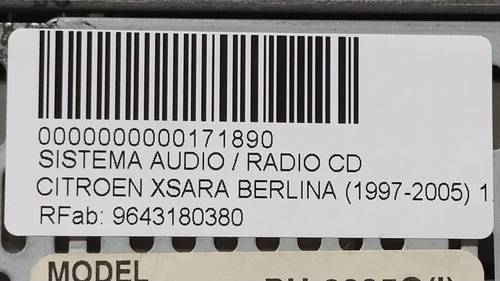 0000000000171890
SISTEMA AUDIO / RADIO CD
CITROEN XSARA BERLINA (1997-2005) 1.
RFab: 9643180380
MODEL